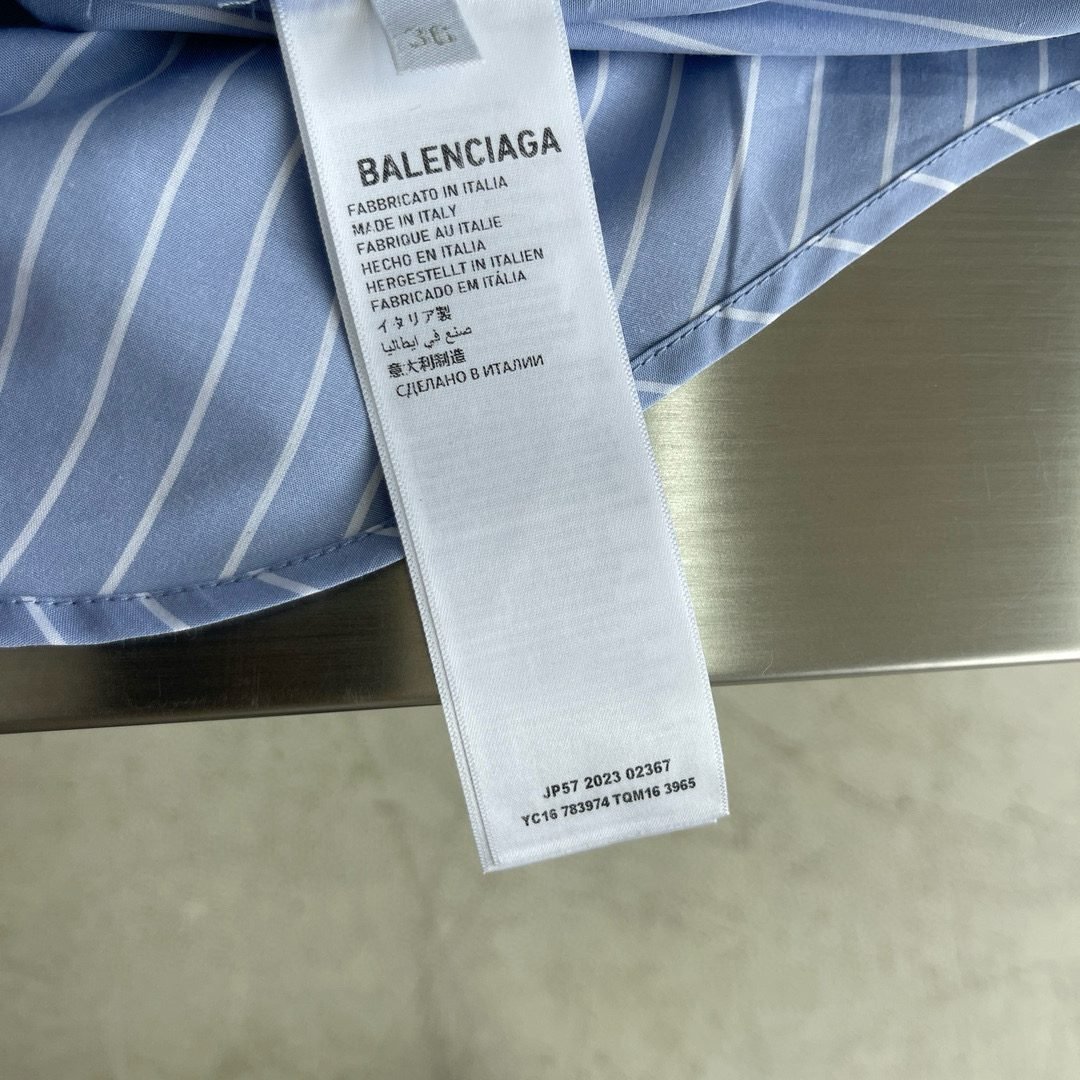 36
BALENCIAGA
FABBRICATO IN ITALIA
MADE IN ITALY
FABRIQUE AU ITALIE
HECHO EN ITALIA
HERGESTELLT IN ITALIEN
FABRICADO EM ITÁLIA
イタリア製
صنع في ايطاليا
意大利制造
СДЕЛАНО В ИТАЛИИ
JP57 2023 02367
YC16 783974 TQM16 3965